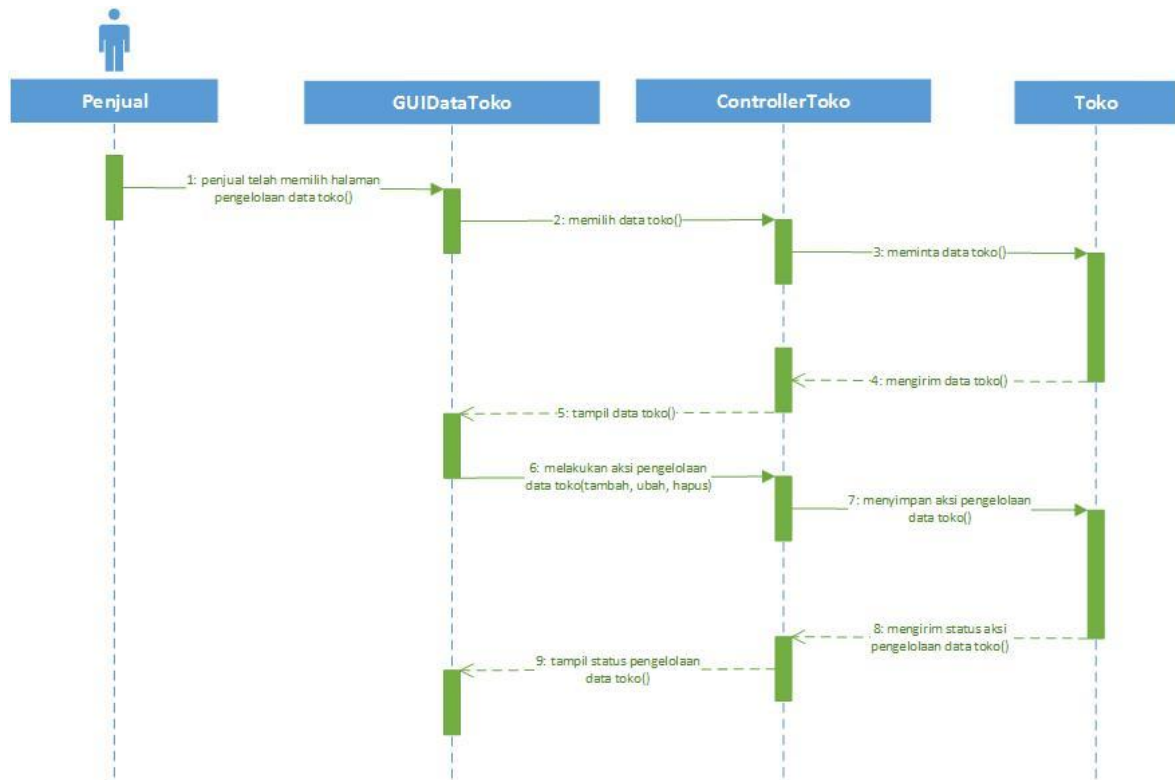 Penjual
GUIDataToko
ControllerToko
Toko
1: penjual telah memilih halaman
pengelolaan data toko()
2: memilih data toko()
3: meminta data toko()
4: mengirim data toko()
5: tampil data toko()
6: melakukan aksi pengelolaan
data toko(tambah, ubah, hapus)
7: menyimpan aksi pengelolaan
data toko()
8: mengirim status aksi
pengelolaan data toko()
9: tampil status pengelolaan
data toko()